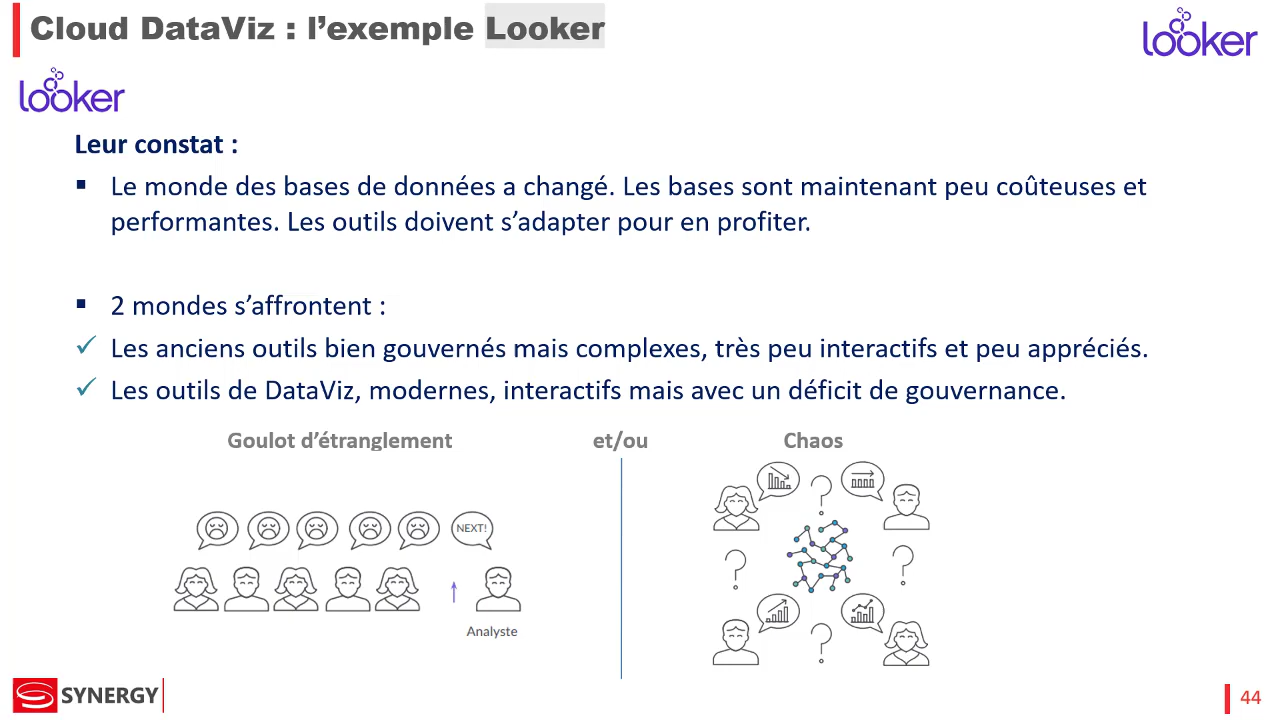 Cloud DataViz : l’exemple Looker
looker
looker
Leur constat :
▪ Le monde des bases de données a changé. Les bases sont maintenant peu coûteuses et
performantes. Les outils doivent s’adapter pour en profiter.
▪ 2 mondes s’affrontent :
✓ Les anciens outils bien gouvernés mais complexes, très peu interactifs et peu appréciés.
✓ Les outils de DataViz, modernes, interactifs mais avec un déficit de gouvernance.
Goulot d’étranglement et/ou Chaos
NEXT!
? ? ? ?
Analyste
SYNERGY
44